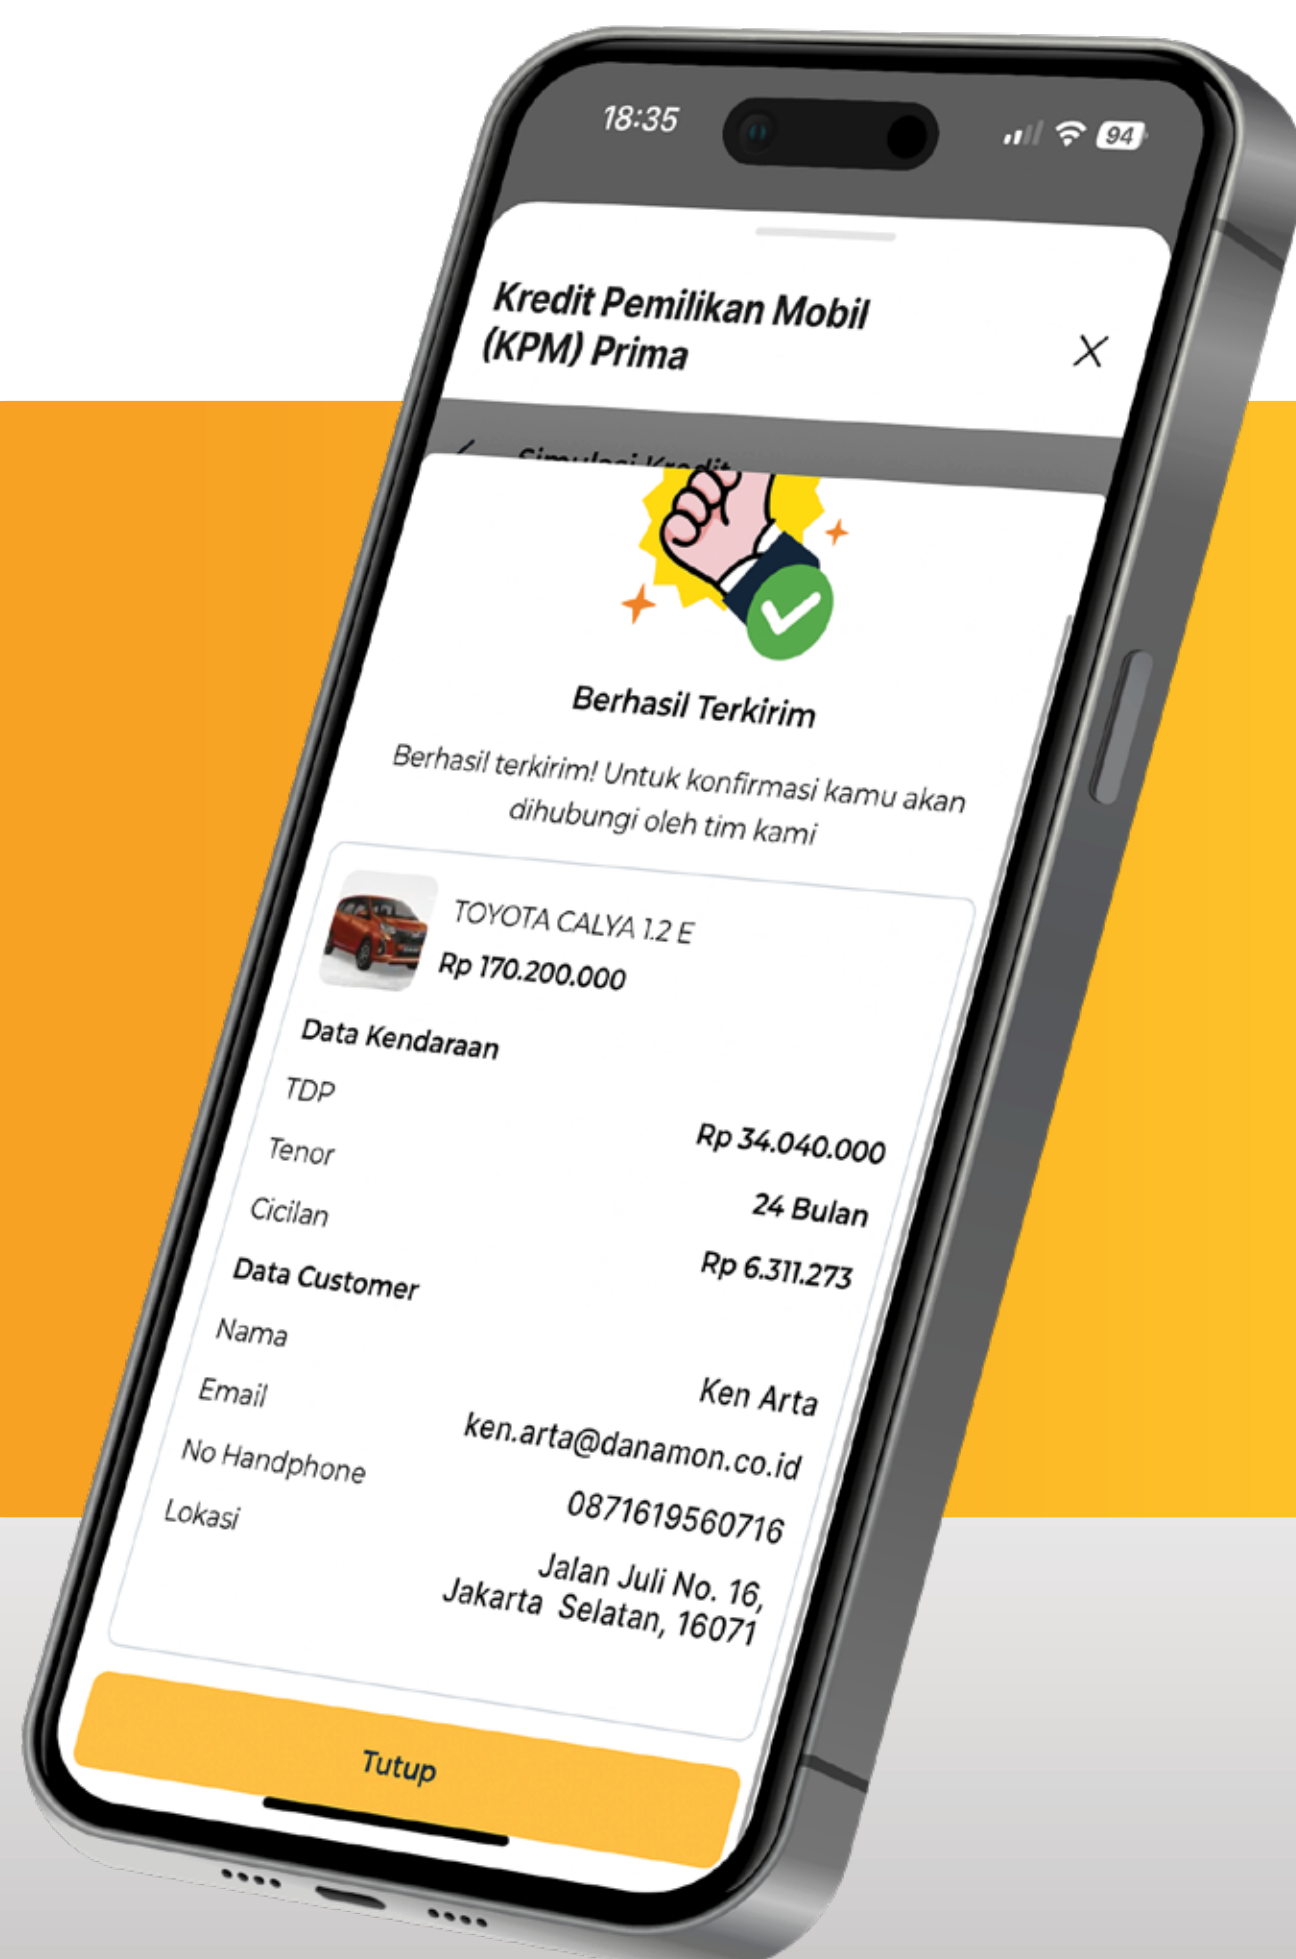 18:35
94
Kredit Pemilikan Mobil
(KPM) Prima
Simulasi Kredit
Berhasil Terkirim
Berhasil terkirim! Untuk konfirmasi kamu akan
dihubungi oleh tim kami
TOYOTA CALYA 1.2 E
Rp 170.200.000
Data Kendaraan
TDP
Rp 34.040.000
Tenor
24 Bulan
Cicilan
Rp 6.311.273
Data Customer
Nama
Ken Arta
Email
ken.arta@danamon.co.id
No Handphone
0871619560716
Lokasi
Jalan Juli No. 16,
Jakarta Selatan, 16071
Tutup